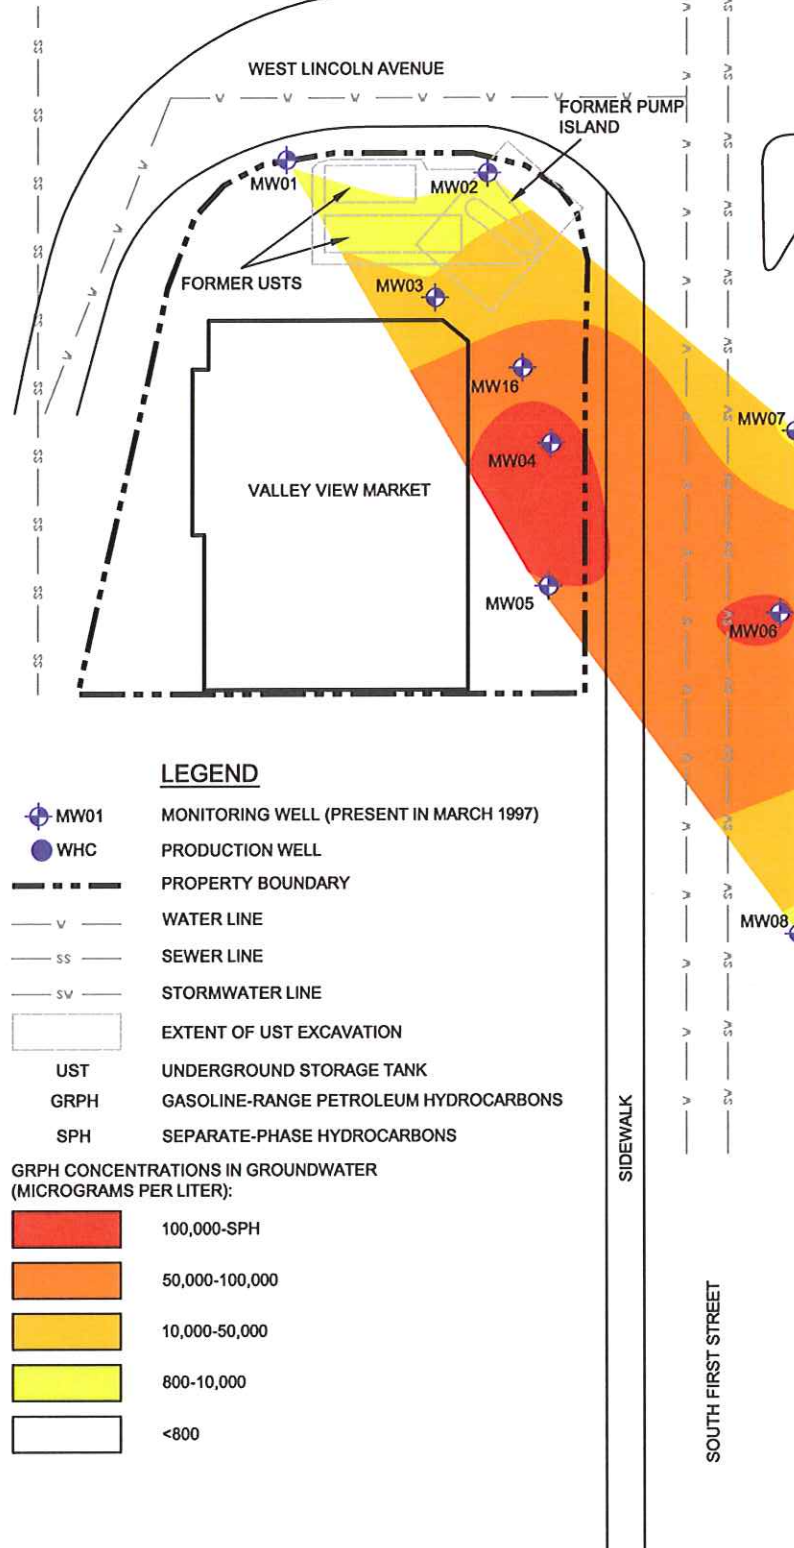 WEST LINCOLN AVENUE
FORMER PUMP
ISLAND
MW01
MW02
FORMER USTS
MW03
MW16
MW07
MW04
VALLEY VIEW MARKET
MW05
MW06
MW08
SIDEWALK
SOUTH FIRST STREET
LEGEND
MW01 MONITORING WELL (PRESENT IN MARCH 1997)
WHC PRODUCTION WELL
PROPERTY BOUNDARY
W WATER LINE
SS SEWER LINE
SW STORMWATER LINE
EXTENT OF UST EXCAVATION
UST UNDERGROUND STORAGE TANK
GRPH GASOLINE-RANGE PETROLEUM HYDROCARBONS
SPH SEPARATE-PHASE HYDROCARBONS
GRPH CONCENTRATIONS IN GROUNDWATER
(MICROGRAMS PER LITER):
100,000-SPH
50,000-100,000
10,000-50,000
800-10,000
<800